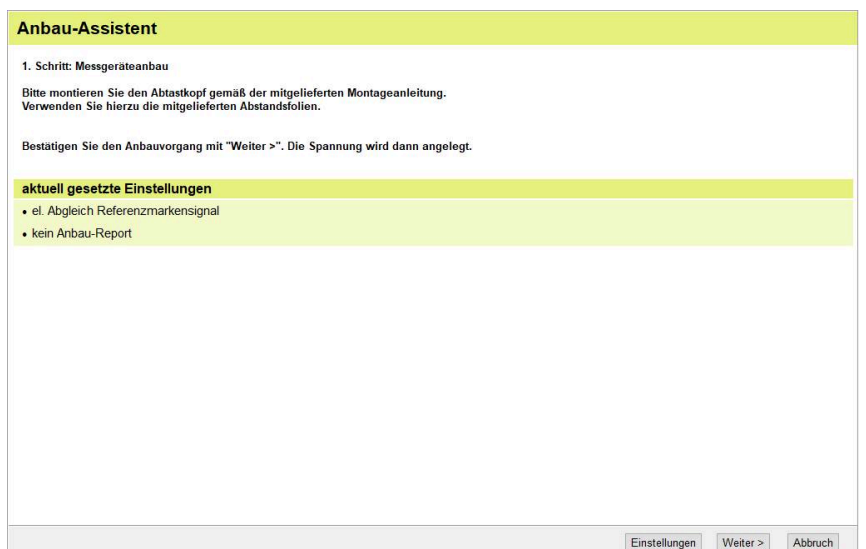 Anbau-Assistent
1. Schritt: Messgeräteanbau
Bitte montieren Sie den Abtastkopf gemäß der mitgelieferten Montageanleitung.
Verwenden Sie hierzu die mitgelieferten Abstandsfolien.
Bestätigen Sie den Anbauvorgang mit "Weiter >". Die Spannung wird dann angelegt.
aktuell gesetzte Einstellungen
• el. Abgleich Referenzmarkensignal
• kein Anbau-Report
Einstellungen Weiter > Abbruch